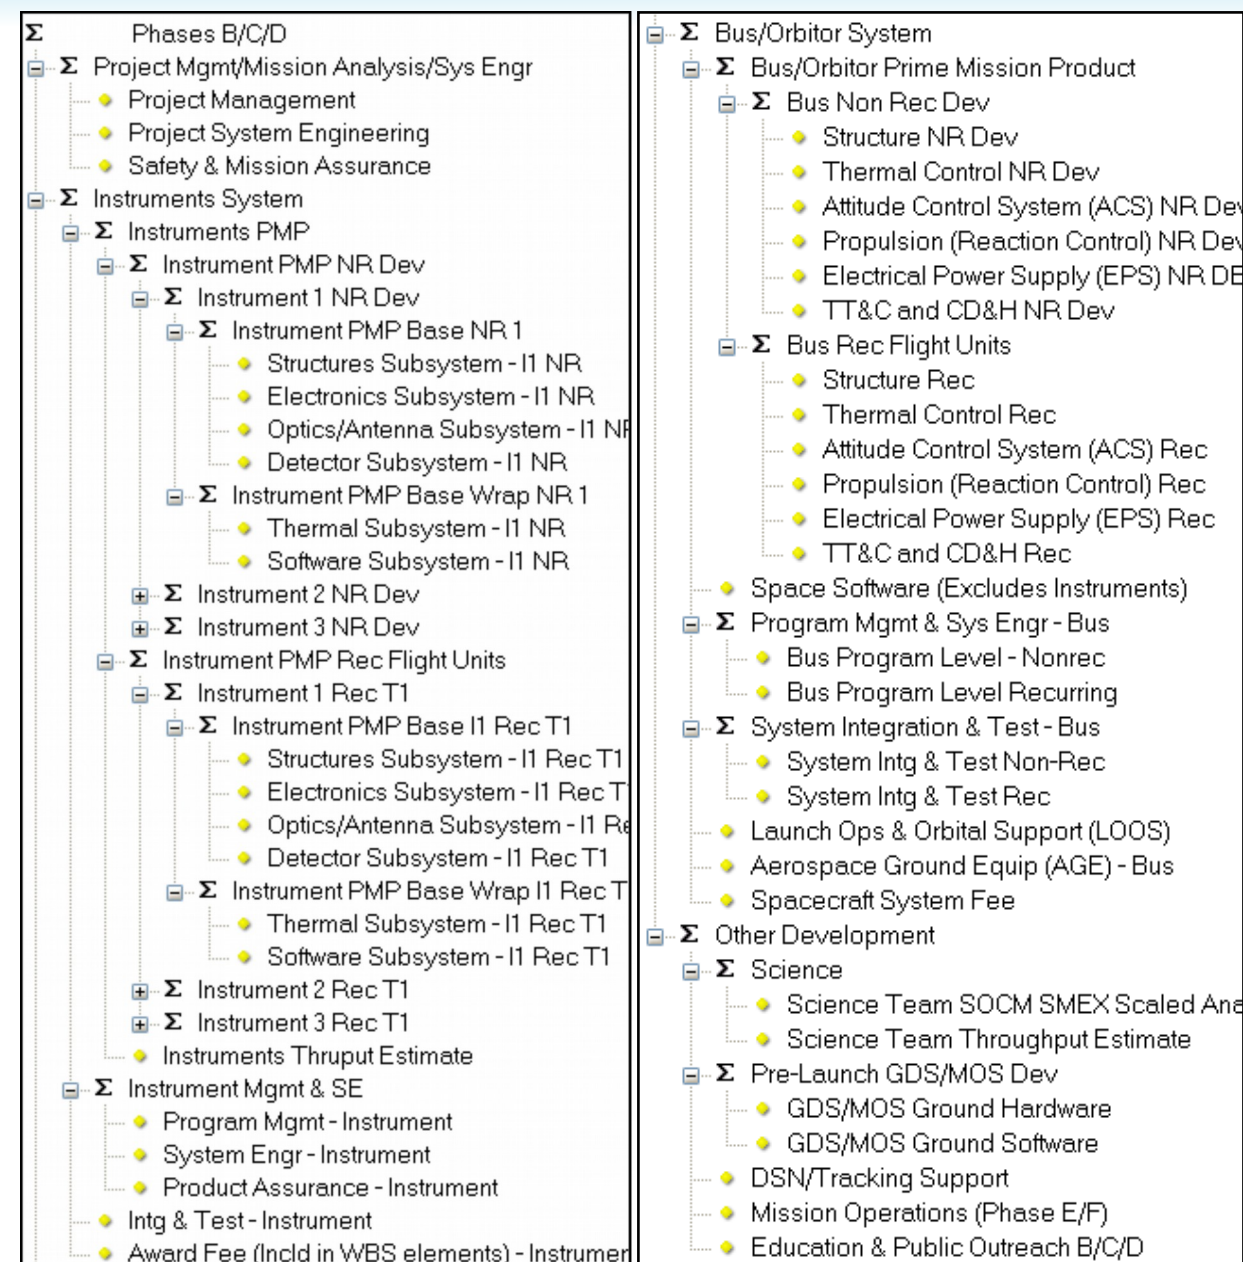 Σ Phases B/C/D
Σ Project Mgmt/Mission Analysis/Sys Engr
Project Management
Project System Engineering
Safety & Mission Assurance
Σ Instruments System
Σ Instruments PMP
Σ Instrument PMP NR Dev
Σ Instrument 1 NR Dev
Σ Instrument PMP Base NR 1
Structures Subsystem - I1 NR
Electronics Subsystem - I1 NR
Optics/Antenna Subsystem - I1 NR
Detector Subsystem - I1 NR
Σ Instrument PMP Base Wrap NR 1
Thermal Subsystem - I1 NR
Software Subsystem - I1 NR
Σ Instrument 2 NR Dev
Σ Instrument 3 NR Dev
Σ Instrument PMP Rec Flight Units
Σ Instrument 1 Rec T1
Σ Instrument PMP Base I1 Rec T1
Structures Subsystem - I1 Rec T1
Electronics Subsystem - I1 Rec T
Optics/Antenna Subsystem - I1 Re
Detector Subsystem - I1 Rec T1
Σ Instrument PMP Base Wrap I1 Rec T
Thermal Subsystem - I1 Rec T1
Software Subsystem - I1 Rec T1
Σ Instrument 2 Rec T1
Σ Instrument 3 Rec T1
Instruments Thruput Estimate
Σ Instrument Mgmt & SE
Program Mgmt - Instrument
System Engr - Instrument
Product Assurance - Instrument
Intg & Test - Instrument
Award Fee (Incld in WBS elements) - Instrumen
Σ Bus/Orbitor System
Σ Bus/Orbitor Prime Mission Product
Σ Bus Non Rec Dev
Structure NR Dev
Thermal Control NR Dev
Attitude Control System (ACS) NR Dev
Propulsion (Reaction Control) NR Dev
Electrical Power Supply (EPS) NR DE
TT&C and CD&H NR Dev
Σ Bus Rec Flight Units
Structure Rec
Thermal Control Rec
Attitude Control System (ACS) Rec
Propulsion (Reaction Control) Rec
Electrical Power Supply (EPS) Rec
TT&C and CD&H Rec
Space Software (Excludes Instruments)
Σ Program Mgmt & Sys Engr - Bus
Bus Program Level - Nonrec
Bus Program Level Recurring
Σ System Integration & Test - Bus
System Intg & Test Non-Rec
System Intg & Test Rec
Launch Ops & Orbital Support (LOOS)
Aerospace Ground Equip (AGE) - Bus
Spacecraft System Fee
Σ Other Development
Σ Science
Science Team SOCM SMEX Scaled Ana
Science Team Throughput Estimate
Σ Pre-Launch GDS/MOS Dev
GDS/MOS Ground Hardware
GDS/MOS Ground Software
DSN/Tracking Support
Mission Operations (Phase E/F)
Education & Public Outreach B/C/D